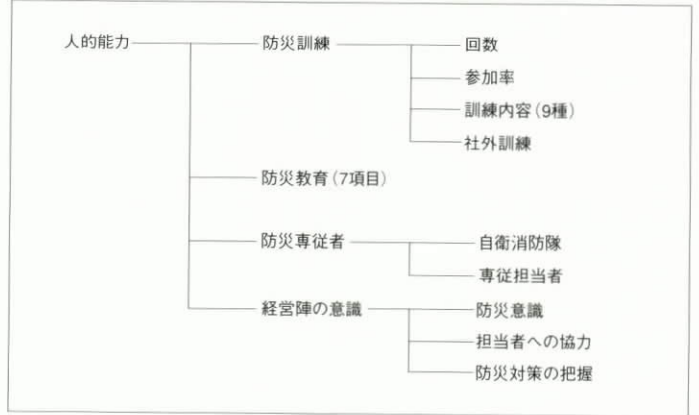 人的能力 防災訓練 回数
参加率
訓練内容(9種)
社外訓練
防災教育(7項目)
防災専従者 自衛消防隊
専従担当者
経営陣の意識 防災意識
担当者への協力
防災対策の把握